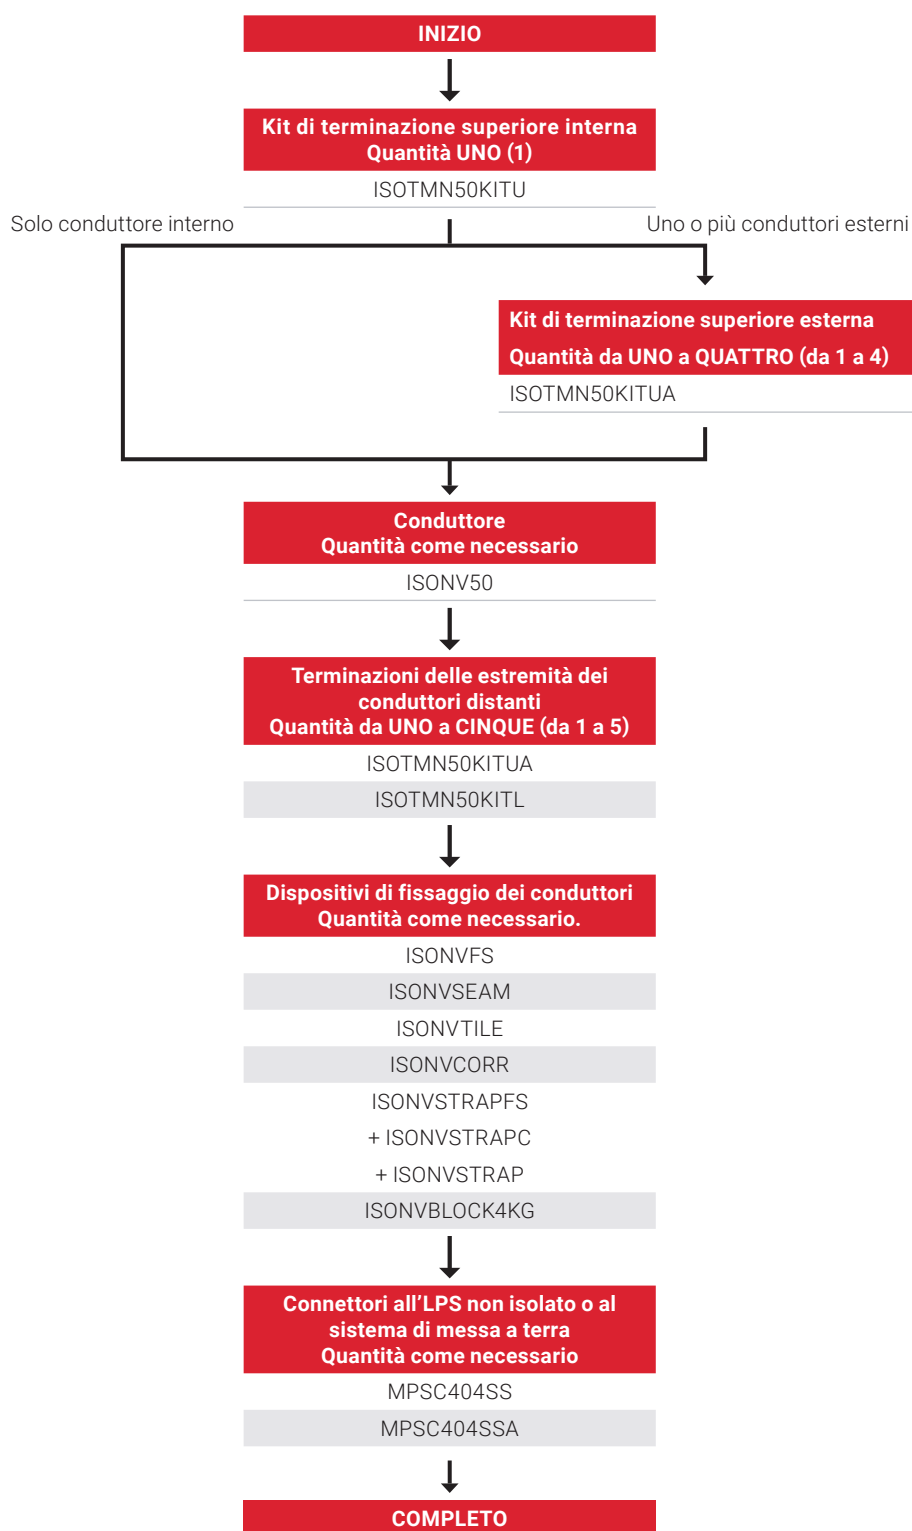 INIZIO
Kit di terminazione superiore interna
Quantità UNO (1)
ISOTMN50KITU
Solo conduttore interno
Uno o più conduttori esterni
Kit di terminazione superiore esterna
Quantità da UNO a QUATTRO (da 1 a 4)
ISOTMN50KITUA
Conduttore
Quantità come necessario
ISONV50
Terminazioni delle estremità dei
conduttori distanti
Quantità da UNO a CINQUE (da 1 a 5)
ISOTMN50KITUA
ISOTMN50KITL
Dispositivi di fissaggio dei conduttori
Quantità come necessario.
ISONVFS
ISONVSEAM
ISONVTILE
ISONVCORR
ISONVSTRAPFS
+ ISONVSTRAPC
+ ISONVSTRAP
ISONVBLOCK4KG
Connettori all’LPS non isolato o al
sistema di messa a terra
Quantità come necessario
MPSC404SS
MPSC404SSA
COMPLETO